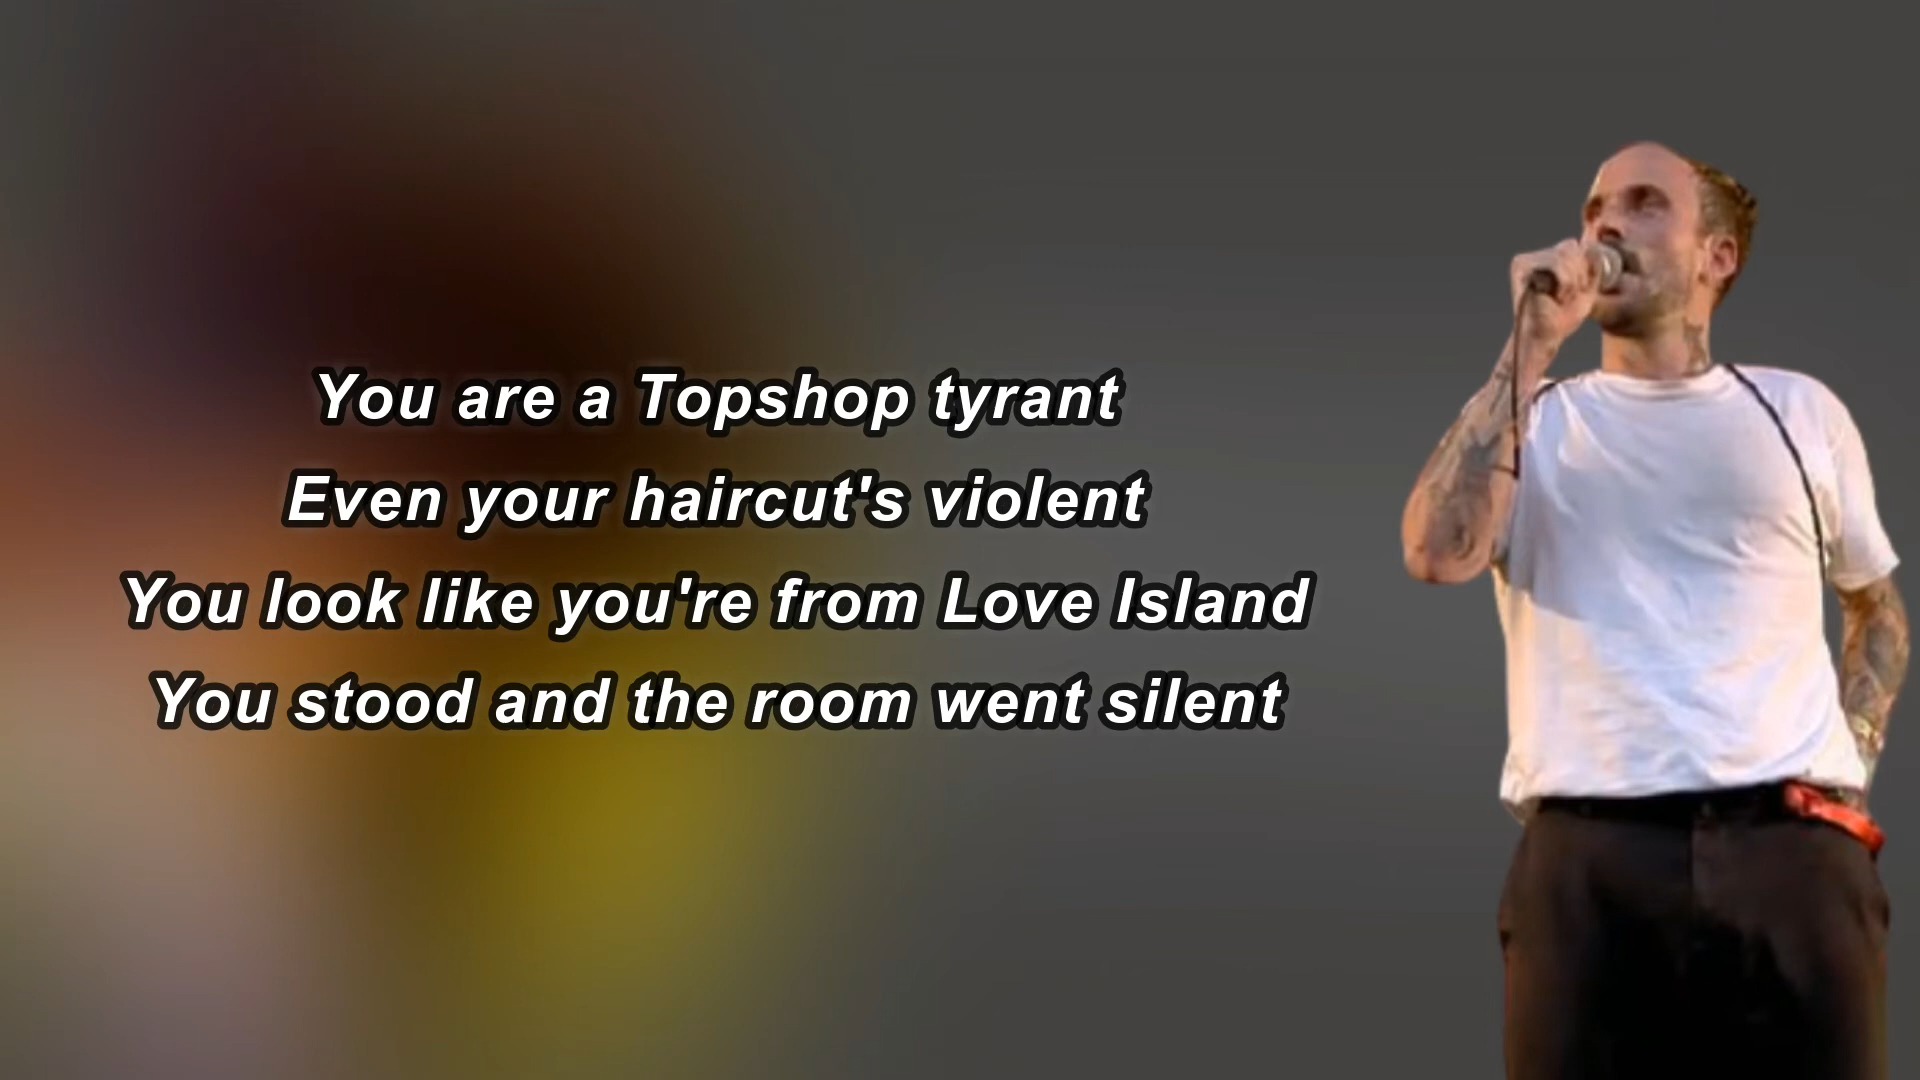 You are a Topshop tyrant
Even your haircut's violent
You look like you're from Love Island
You stood and the room went silent